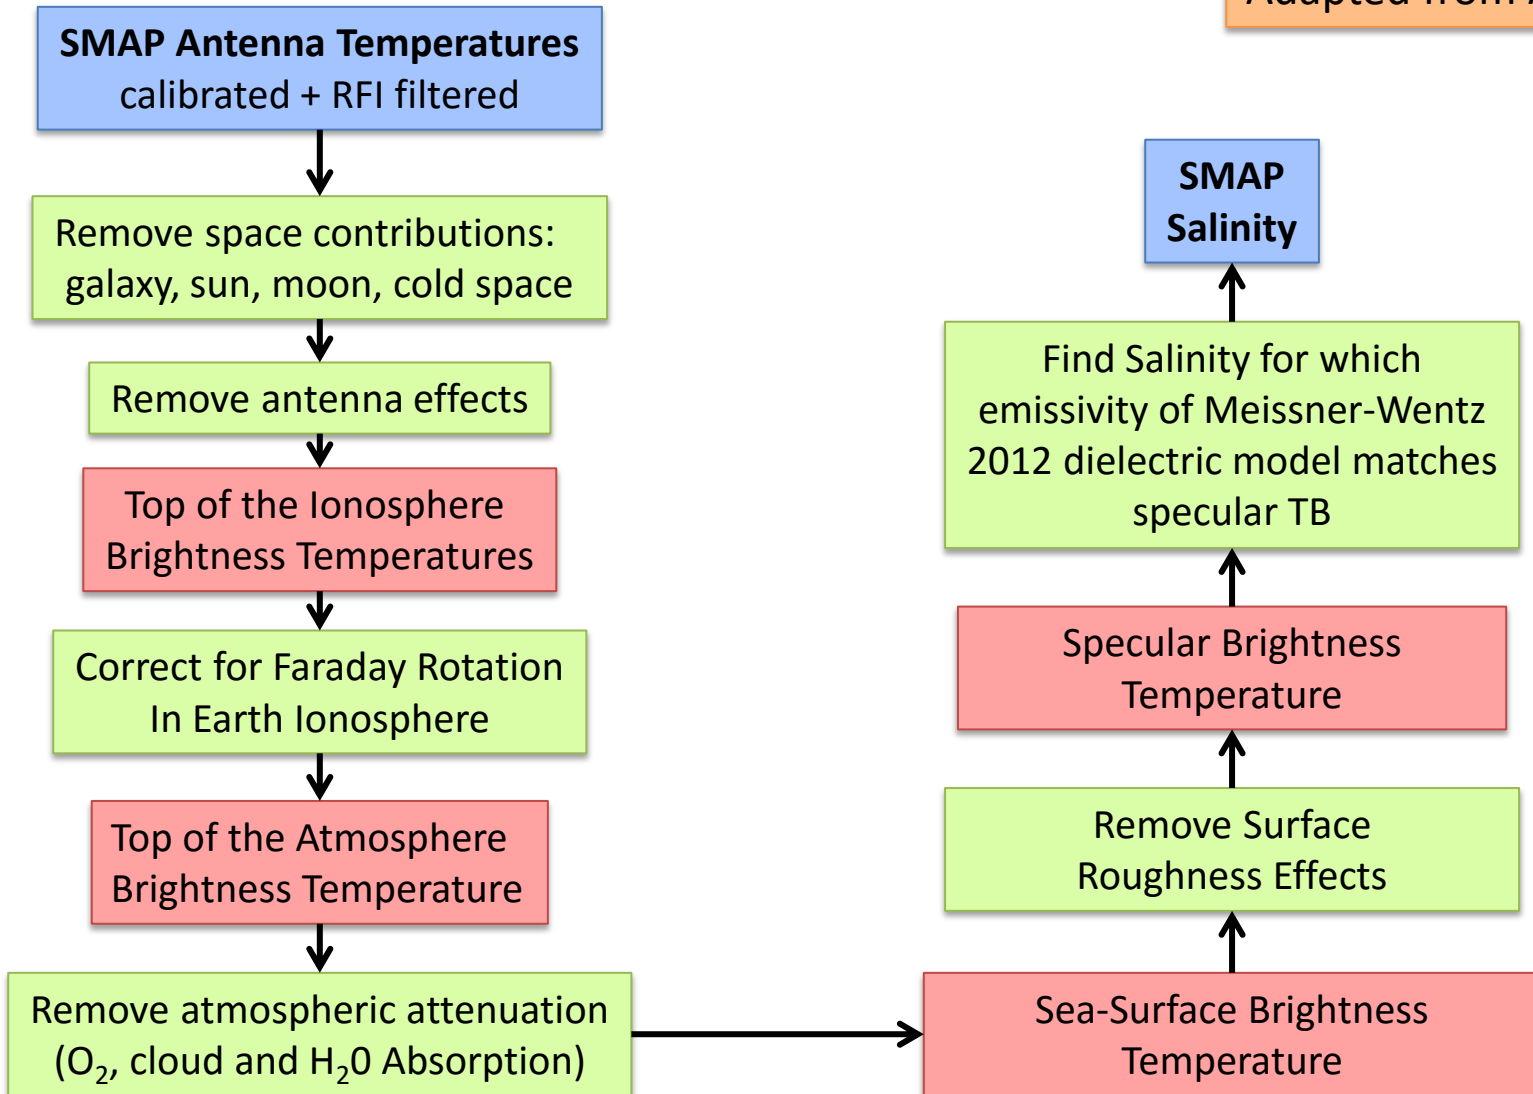 Adapted from
SMAP Antenna Temperatures
calibrated + RFI filtered
Remove space contributions:
galaxy, sun, moon, cold space
Remove antenna effects
Top of the Ionosphere
Brightness Temperatures
Correct for Faraday Rotation
In Earth Ionosphere
Top of the Atmosphere
Brightness Temperature
Remove atmospheric attenuation
(O₂, cloud and H₂0 Absorption)
Sea-Surface Brightness
Temperature
Remove Surface
Roughness Effects
Specular Brightness
Temperature
Find Salinity for which
emissivity of Meissner-Wentz
2012 dielectric model matches
specular TB
SMAP
Salinity